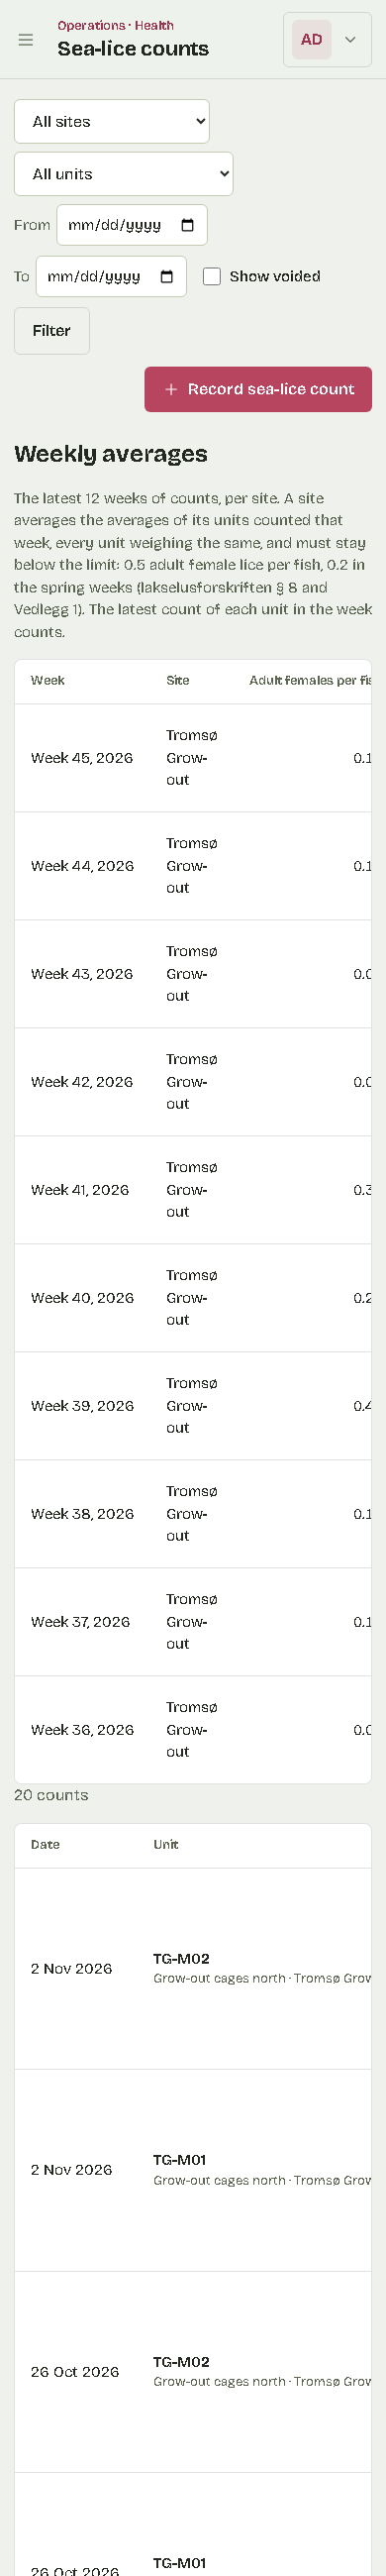 Operations · Health
Sea-lice counts
AD
All sites
All units
From mm/dd/yyyy
To mm/dd/yyyy Show voided
Filter
+ Record sea-lice count
Weekly averages
The latest 12 weeks of counts, per site. A site
averages the averages of its units counted that
week, every unit weighing the same, and must stay
below the limit: 0.5 adult female lice per fish, 0.2 in
the spring weeks (lakselusforskriften § 8 and
Vedlegg 1). The latest count of each unit in the week
counts.
Week Site Adult females per
Tromsø
Week 45, 2026 Grow-
out
Tromsø
Week 44, 2026 Grow-
out
Tromsø
Week 43, 2026 Grow-
out
Tromsø
Week 42, 2026 Grow-
out
Tromsø
Week 41, 2026 Grow-
out
Tromsø
Week 40, 2026 Grow-
out
Tromsø
Week 39, 2026 Grow-
out
Tromsø
Week 38, 2026 Grow-
out
Tromsø
Week 37, 2026 Grow-
out
Tromsø
Week 36, 2026 Grow-
out
20 counts
Date Unit
TG-M02
2 Nov 2026
Grow-out cages north · Tromsø
TG-M01
2 Nov 2026
Grow-out cages north · Tromsø
TG-M02
26 Oct 2026
Grow-out cages north · Tromsø
TG-M01
26 Oct 2026